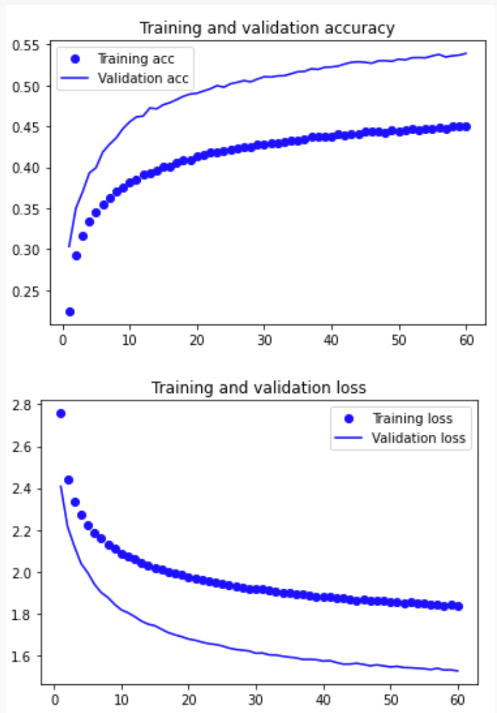 Training and validation accuracy
0.55
0.50
0.45
0.40
0.35
0.30
0.25
Training acc
Validation acc
0 10 20 30 40 50 60
Training and validation loss
2.8
2.6
2.4
2.2
2.0
1.8
1.6
Training loss
Validation loss
0 10 20 30 40 50 60